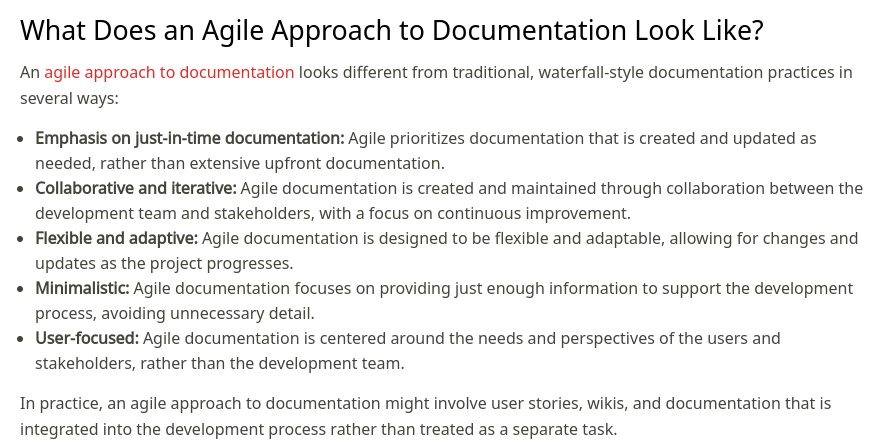 What Does an Agile Approach to Documentation Look Like?
An agile approach to documentation looks different from traditional, waterfall-style documentation practices in
several ways:
• Emphasis on just-in-time documentation: Agile prioritizes documentation that is created and updated as
needed, rather than extensive upfront documentation.
• Collaborative and iterative: Agile documentation is created and maintained through collaboration between the
development team and stakeholders, with a focus on continuous improvement.
• Flexible and adaptive: Agile documentation is designed to be flexible and adaptable, allowing for changes and
updates as the project progresses.
• Minimalistic: Agile documentation focuses on providing just enough information to support the development
process, avoiding unnecessary detail.
• User-focused: Agile documentation is centered around the needs and perspectives of the users and
stakeholders, rather than the development team.
In practice, an agile approach to documentation might involve user stories, wikis, and documentation that is
integrated into the development process rather than treated as a separate task.